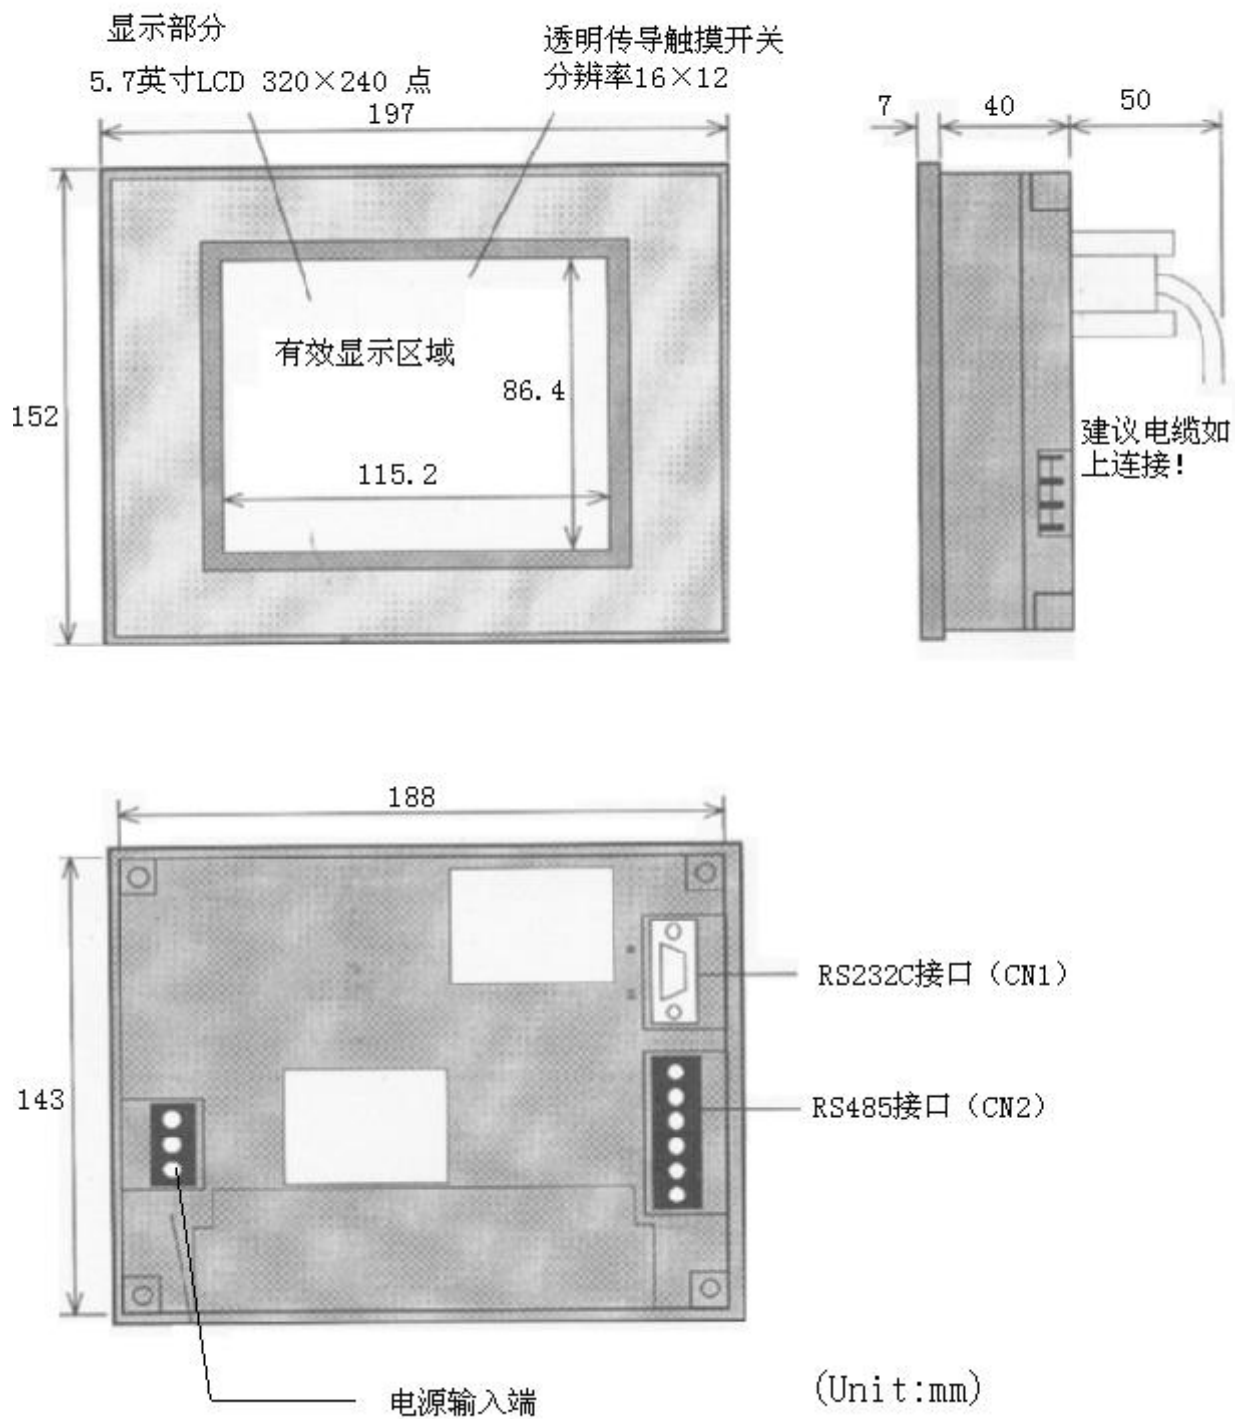 显示部分
5.7英寸LCD 320×240 点
透明传导触摸开关
分辨率16×12
197
7
40
50
有效显示区域
86.4
152
115.2
建议电缆如
上连接!
188
RS232C接口（CN1）
143
RS485接口（CN2）
电源输入端
(Unit:mm)